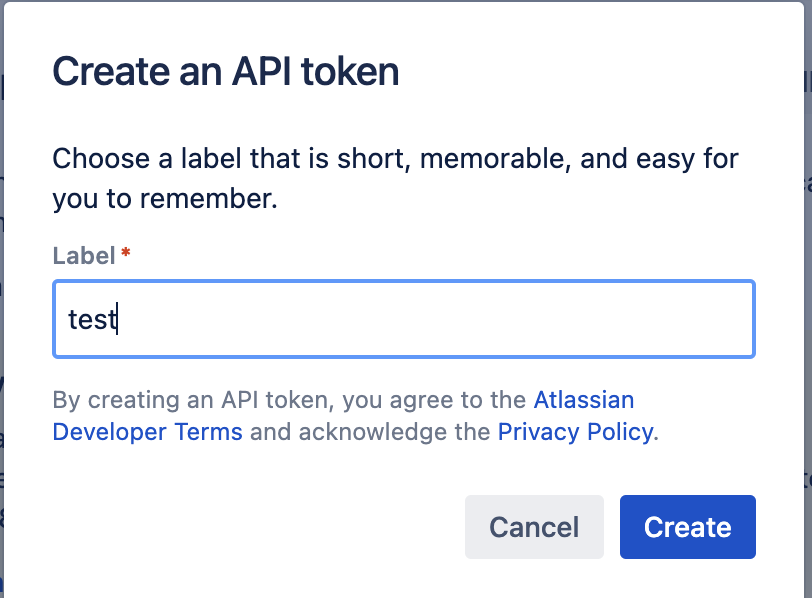 Create an API token
Choose a label that is short, memorable, and easy for
you to remember.
Label *
test
By creating an API token, you agree to the Atlassian
Developer Terms and acknowledge the Privacy Policy.
Cancel Create